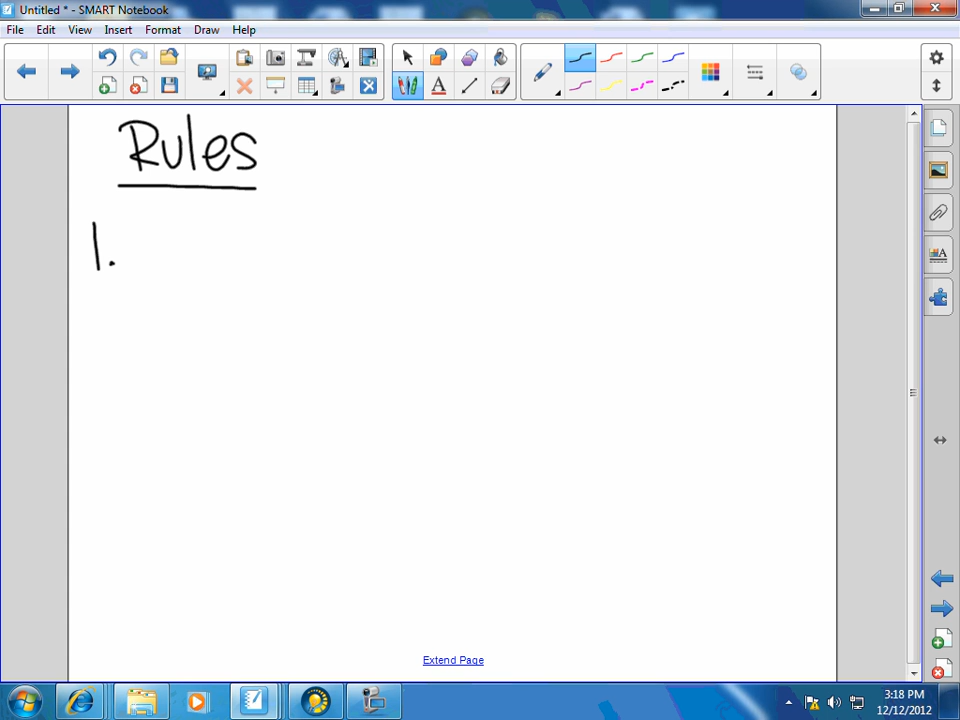 Untitled * - SMART Notebook
File Edit View Insert Format Draw Help
Rules
1.
Extend Page
3:18 PM
12/12/2012